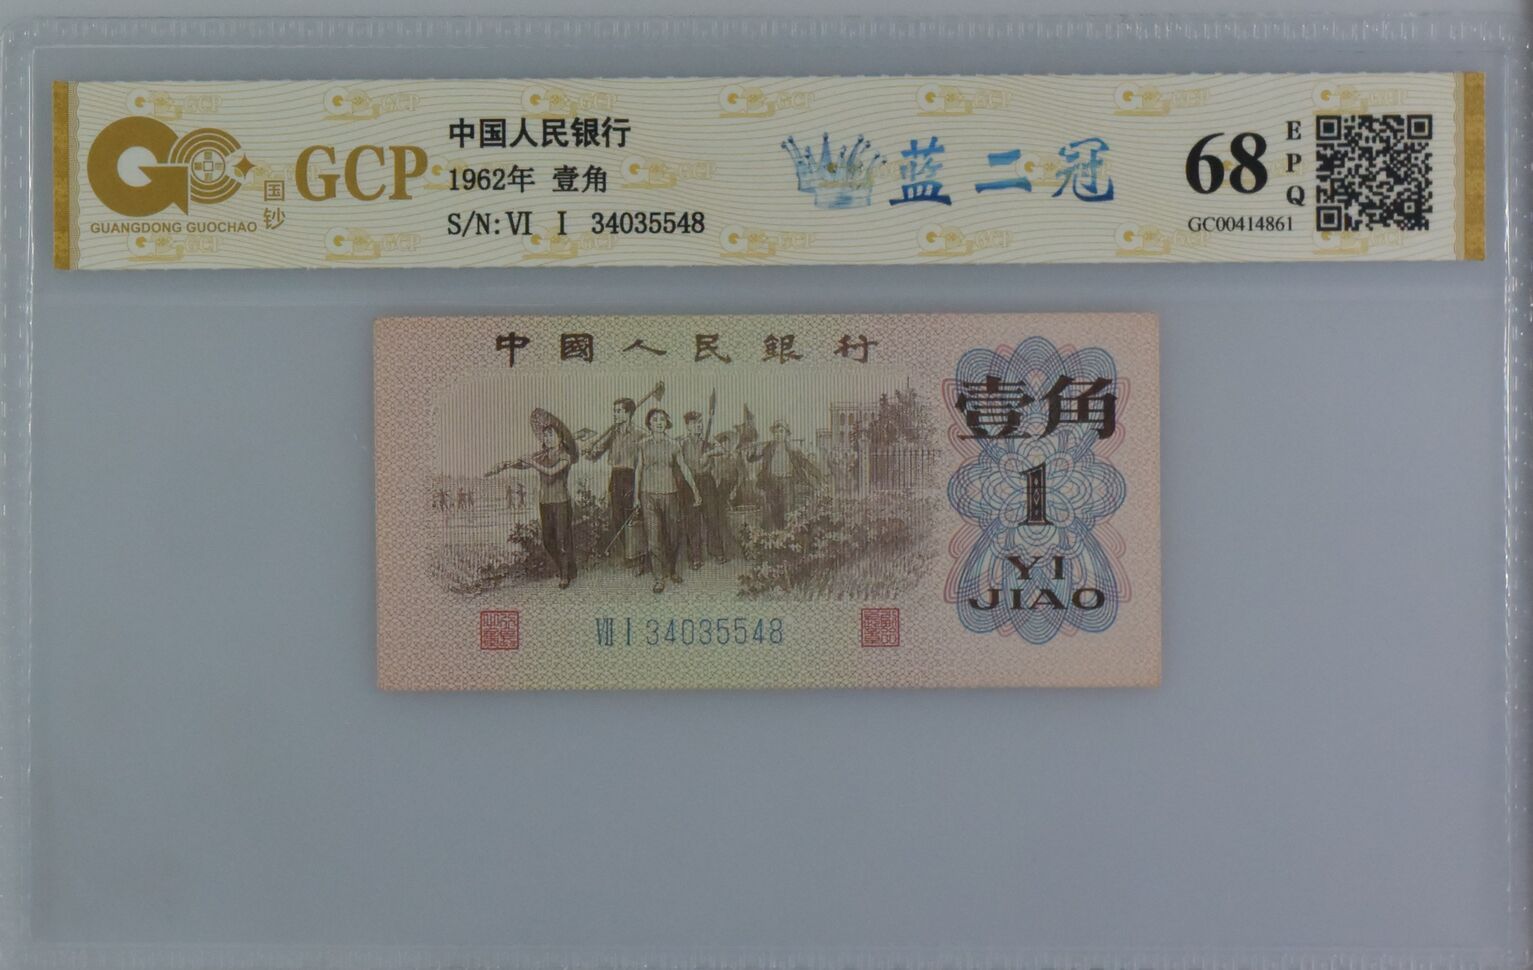 GCP
国钞
GUANGDONG GUOCHAO
中国人民银行
1962年 壹角
S/N: Ⅵ Ⅰ 34035548
蓝二冠
68
EPQ
GC00414861
中國人民銀行
壹角
1
YI
JIAO
Ⅶ Ⅰ 34035548